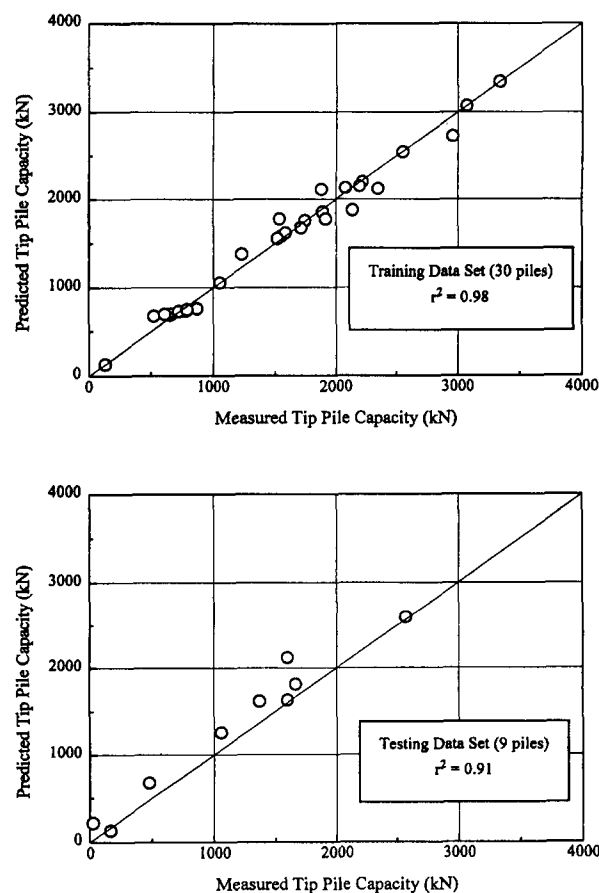 4000
3000
2000
1000
0
Predicted Tip Pile Capacity (kN)
Training Data Set (30 piles)
r² = 0.98
0 1000 2000 3000 4000
Measured Tip Pile Capacity (kN)
4000
3000
2000
1000
0
Predicted Tip Pile Capacity (kN)
Testing Data Set (9 piles)
r² = 0.91
0 1000 2000 3000 4000
Measured Tip Pile Capacity (kN)